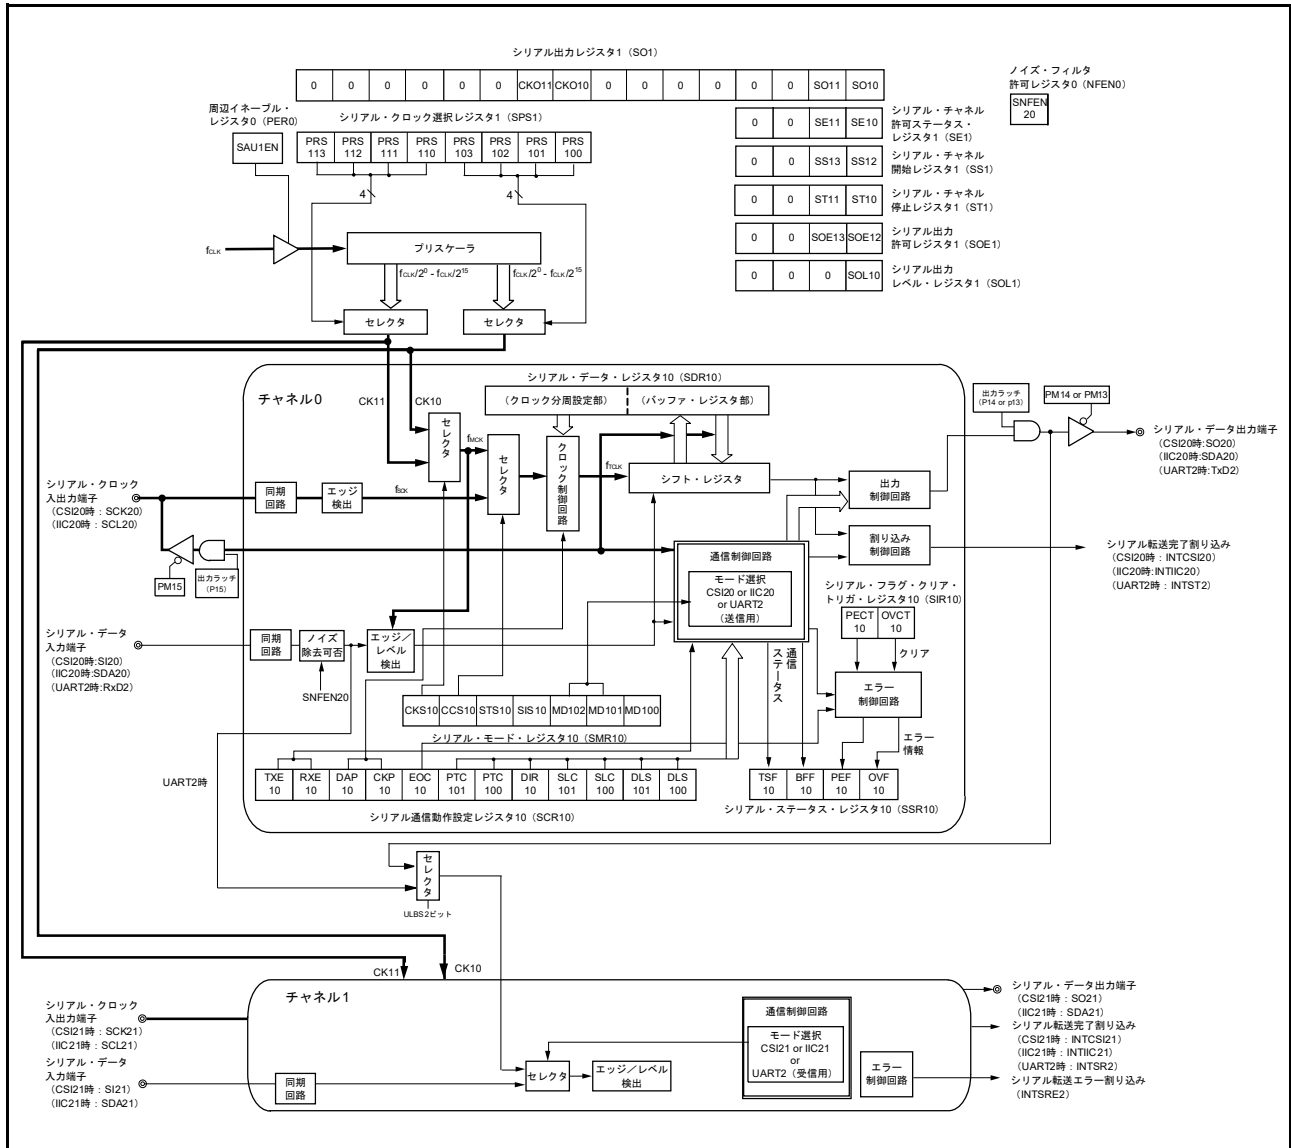 シリアル出力レジスタ1（SO1）
0 0 0 0 CKO11 CKO10 0 0 0 0 0 0 SO11 SO10
ノイズ・フィルタ
許可レジスタ0（NFEN0）
SNFEN
20
周辺イネーブル・
レジスタ0（PER0）
SAU1EN
シリアル・クロック選択レジスタ1（SPS1）
PRS
113
PRS
112
PRS
111
PRS
110
PRS
103
PRS
102
PRS
101
PRS
100
0 0 SE11 SE10
シリアル・チャネル
許可ステータス・
レジスタ1（SE1）
0 0 SS13 SS12
シリアル・チャネル
開始レジスタ1（SS1）
0 0 ST11 ST10
シリアル・チャネル
停止レジスタ1（ST1）
0 0 SOE13 SOE12
シリアル出力
許可レジスタ1（SOE1）
0 0 0 SOL10
シリアル出力
レベル・レジスタ1（SOL1）
4
4
fCLK
プリスケーラ
fCLK/2⁰ - fCLK/2¹⁵
fCLK/2⁰ - fCLK/2¹⁵
セレクタ
セレクタ
チャネル0
CK11
CK10
シリアル・データ・レジスタ10（SDR10）
（クロック分周設定部）
（バッファ・レジスタ部）
セレクタ
fMCK
セレクタ
クロック制御回路
fTCLK
シフト・レジスタ
出力ラッチ
（P14 or p13）
PM14 or PM13
シリアル・データ出力端子
（CSI20時:SO20）
（IIC20時:SDA20）
（UART2時:TxD2）
出力
制御回路
シリアル・クロック
入出力端子
（CSI20時：SCK20）
（IIC20時：SCL20）
同期
回路
エッジ
検出
fSCK
PM15
出力ラッチ
（P15）
通信制御回路
モード選択
CSI20 or IIC20
or UART2
（送信用）
割り込み
制御回路
シリアル転送完了割り込み
（CSI20時：INTCSI20）
（IIC20時:INTIIC20）
（UART2時：INTST2）
シリアル・フラグ・クリア・
トリガ・レジスタ10（SIR10）
PECT
10
OVCT
10
クリア
シリアル・データ
入力端子
（CSI20時:SI20）
（IIC20時:SDA20）
（UART2時:RxD2）
同期
回路
ノイズ
除去可否
エッジ／
レベル
検出
SNFEN20
通信
ステータス
エラー
制御回路
エラー
情報
CKS10 CCS10 STS10 SIS10 MD102 MD101 MD100
シリアル・モード・レジスタ10（SMR10）
UART2時
TXE
10
RXE
10
DAP
10
CKP
10
EOC
10
PTC
101
PTC
100
DIR
10
SLC
101
SLC
100
DLS
101
DLS
100
シリアル通信動作設定レジスタ10（SCR10）
TSF
10
BFF
10
PEF
10
OVF
10
シリアル・ステータス・レジスタ10（SSR10）
セレクタ
ULBS2ビット
CK11
CK10
チャネル1
シリアル・クロック
入出力端子
（CSI21時：SCK21）
（IIC21時：SCL21）
シリアル・データ
入力端子
（CSI21時：SI21）
（IIC21時：SDA21）
同期
回路
セレクタ
エッジ／レベル
検出
通信制御回路
モード選択
CSI21 or IIC21
or
UART2（受信用）
エラー
制御回路
シリアル・データ出力端子
（CSI21時：SO21）
（IIC21時：SDA21）
シリアル転送完了割り込み
（CSI21時：INTCSI21）
（IIC21時：INTIIC21）
（UART2時：INTSR2）
シリアル転送エラー割り込み
（INTSRE2）